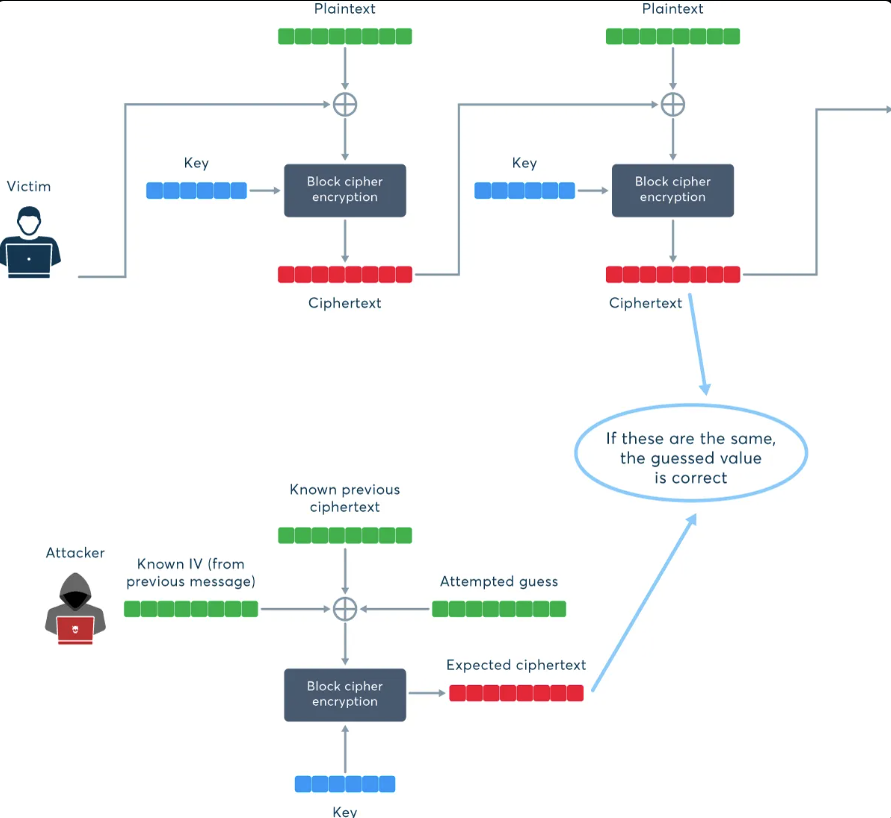 Plaintext
Plaintext
Key
Key
Victim
Block cipher
encryption
Block cipher
encryption
Ciphertext
Ciphertext
If these are the same,
the guessed value
is correct
Known previous
ciphertext
Attacker
Known IV (from
previous message)
Attempted guess
Expected ciphertext
Block cipher
encryption
Key